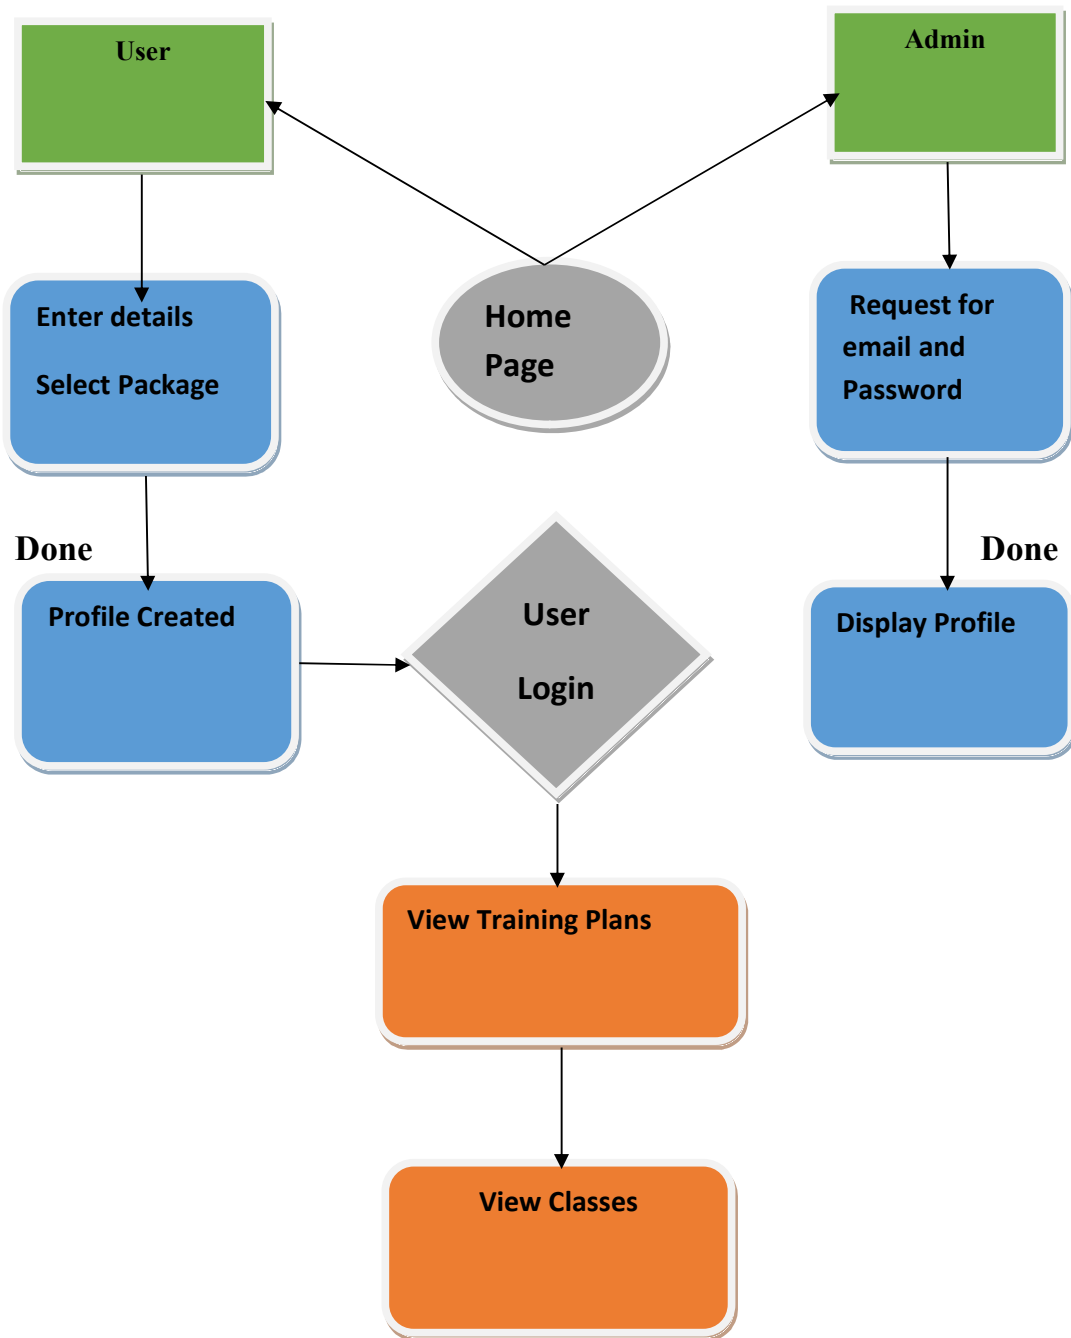 User
Admin
Enter details
Select Package
Home
Page
Request for
email and
Password
Done
Done
Profile Created
User
Login
Display Profile
View Training Plans
View Classes